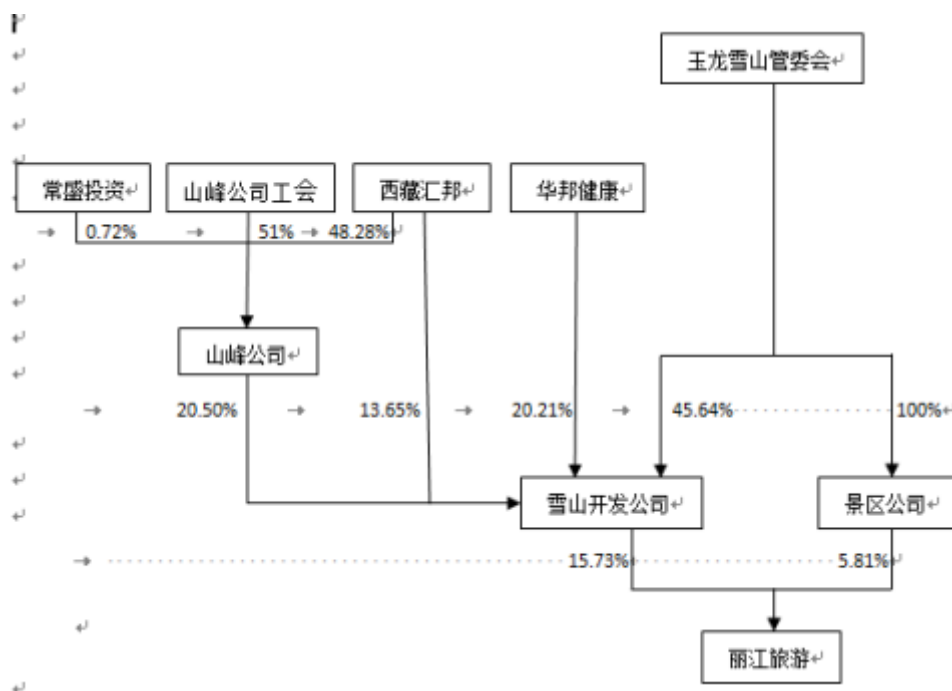 玉龙雪山管委会
常盛投资 山峰公司工会 西藏汇邦 华邦健康
0.72% 51% 48.28%
山峰公司
20.50% 13.65% 20.21% 45.64% 100%
雪山开发公司 景区公司
15.73% 5.81%
丽江旅游